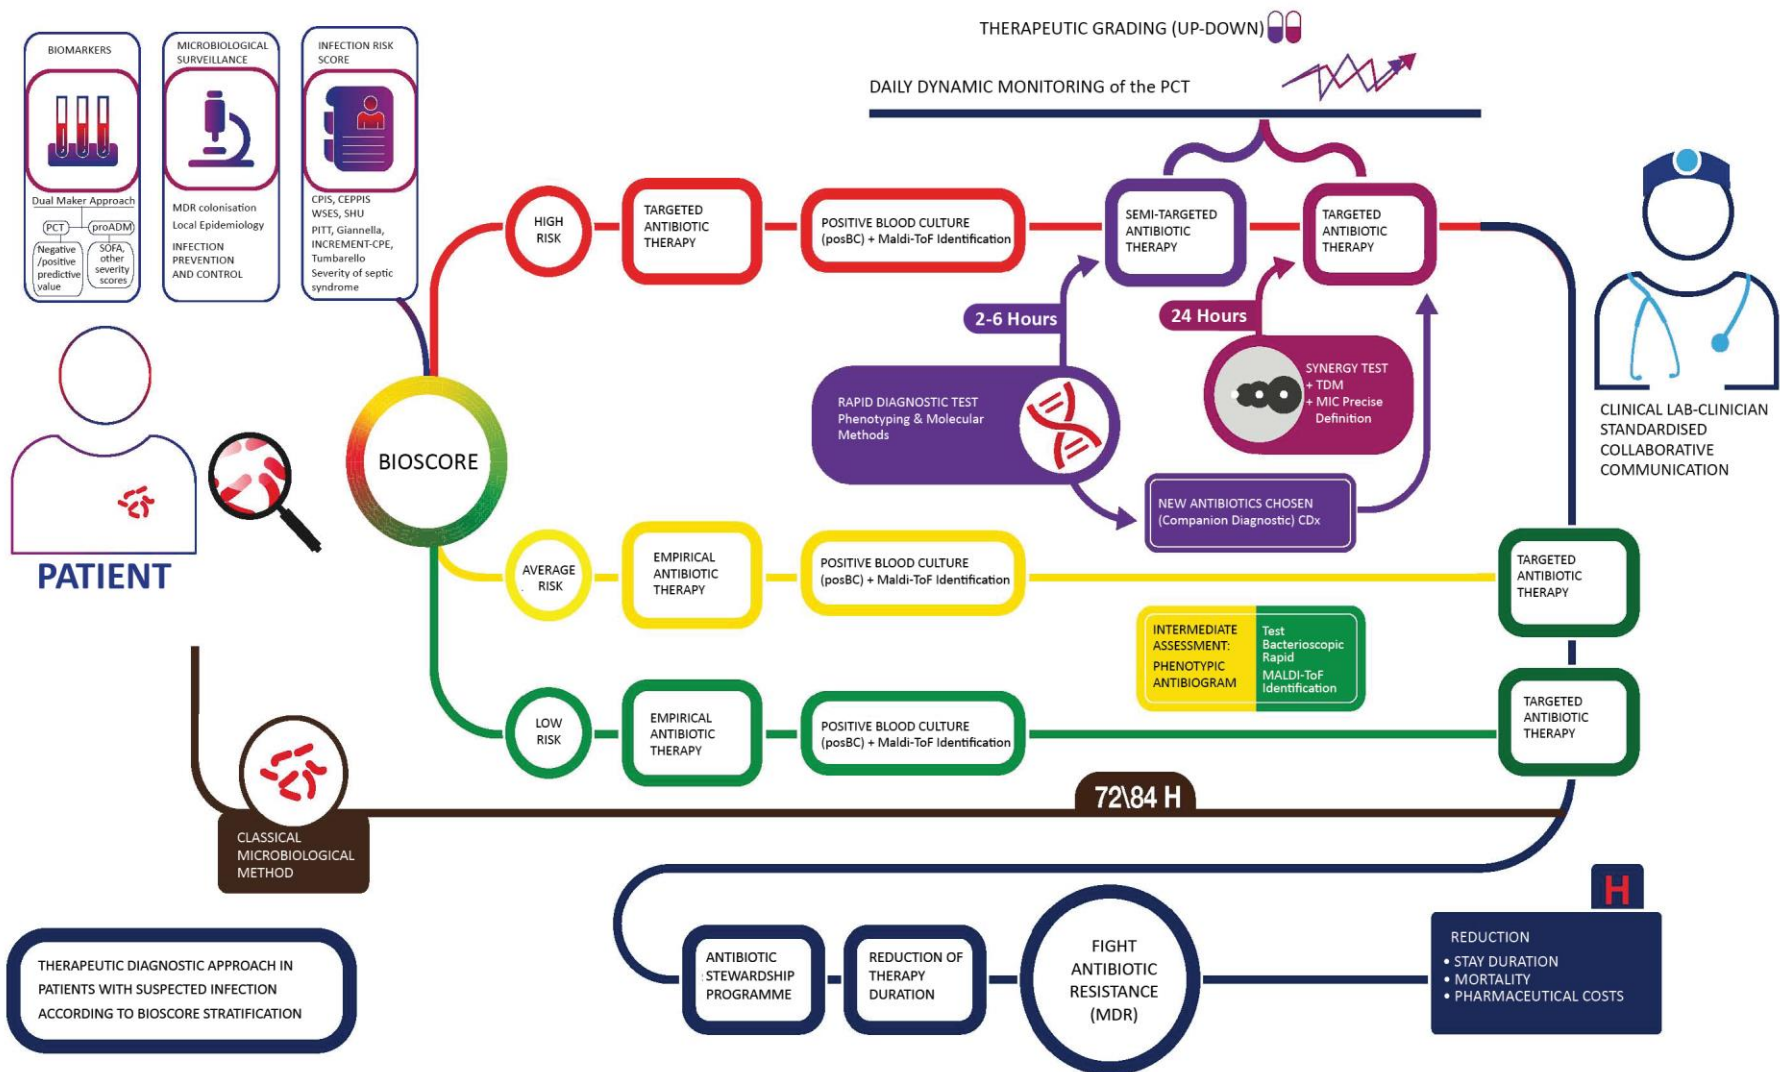 THERAPEUTIC GRADING (UP-DOWN)
DAILY DYNAMIC MONITORING of the PCT
BIOMARKERS
Dual Maker Approach
PCT
proADM
Negative
/positive
predictive
value
SOFA,
other
severity
scores
MICROBIOLOGICAL
SURVEILLANCE
MDR colonisation
Local Epidemiology
INFECTION
PREVENTION
AND CONTROL
INFECTION RISK
SCORE
CPIS, CEPPIS
WSES, SHU
PITT, Giannella,
INCREMENT-CPE,
Tumbarello
Severity of septic
syndrome
PATIENT
BIOSCORE
HIGH
RISK
TARGETED
ANTIBIOTIC
THERAPY
POSITIVE BLOOD CULTURE
(posBC) + Maldi-ToF Identification
SEMI-TARGETED
ANTIBIOTIC
THERAPY
TARGETED
ANTIBIOTIC
THERAPY
2-6 Hours
24 Hours
RAPID DIAGNOSTIC TEST
Phenotyping & Molecular
Methods
SYNERGY TEST
+ TDM
+ MIC Precise
Definition
NEW ANTIBIOTICS CHOSEN
(Companion Diagnostic) CDx
CLINICAL LAB-CLINICIAN
STANDARDISED
COLLABORATIVE
COMMUNICATION
AVERAGE
RISK
EMPIRICAL
ANTIBIOTIC
THERAPY
POSITIVE BLOOD CULTURE
(posBC) + Maldi-ToF Identification
TARGETED
ANTIBIOTIC
THERAPY
INTERMEDIATE
ASSESSMENT:
PHENOTYPIC
ANTIBIOGRAM
Test
Bacterioscopic
Rapid
MALDI-ToF
Identification
LOW
RISK
EMPIRICAL
ANTIBIOTIC
THERAPY
POSITIVE BLOOD CULTURE
(posBC) + Maldi-ToF Identification
TARGETED
ANTIBIOTIC
THERAPY
72\84 H
CLASSICAL
MICROBIOLOGICAL
METHOD
THERAPEUTIC DIAGNOSTIC APPROACH IN
PATIENTS WITH SUSPECTED INFECTION
ACCORDING TO BIOSCORE STRATIFICATION
ANTIBIOTIC
: STEWARDSHIP
PROGRAMME
REDUCTION OF
THERAPY
DURATION
FIGHT
ANTIBIOTIC
RESISTANCE
(MDR)
H
REDUCTION
• STAY DURATION
• MORTALITY
• PHARMACEUTICAL COSTS